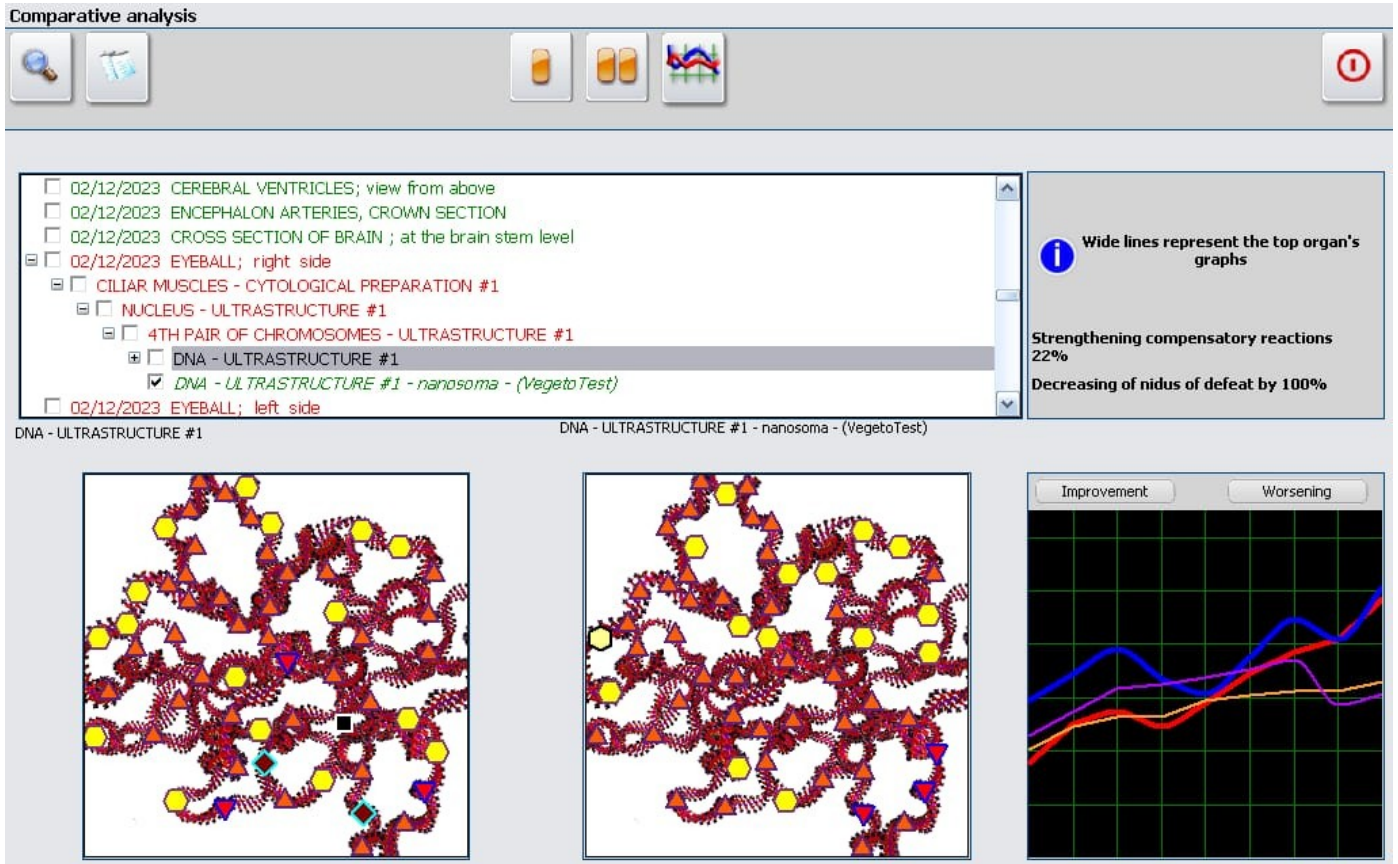 Comparative analysis
02/12/2023 CEREBRAL VENTRICLES; view from above
02/12/2023 ENCEPHALON ARTERIES, CROWN SECTION
02/12/2023 CROSS SECTION OF BRAIN ; at the brain stem level
02/12/2023 EYEBALL; right side
CILIAR MUSCLES - CYTOLOGICAL PREPARATION #1
NUCLEUS - ULTRASTRUCTURE #1
4TH PAIR OF CHROMOSOMES - ULTRASTRUCTURE #1
DNA - ULTRASTRUCTURE #1
DNA - ULTRASTRUCTURE #1 - nanosoma - (VegetoTest)
02/12/2023 EYEBALL; left side
Wide lines represent the top organ's
graphs
Strengthening compensatory reactions
22%
Decreasing of nidus of defeat by 100%
DNA - ULTRASTRUCTURE #1
DNA - ULTRASTRUCTURE #1 - nanosoma - (VegetoTest)
Improvement
Worsening